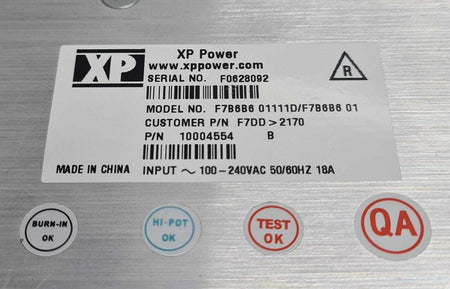 XP
XP Power
www.xppower.com
SERIAL NO. F0628092
R
MODEL NO. F7B6B6 01111D/F7B6B6 01
CUSTOMER P/N F7DD>2170
P/N 10004554 B
MADE IN CHINA INPUT ~ 100-240VAC 50/60HZ 18A
BURN-IN
OK
HI-POT
OK
TEST
OK
QA